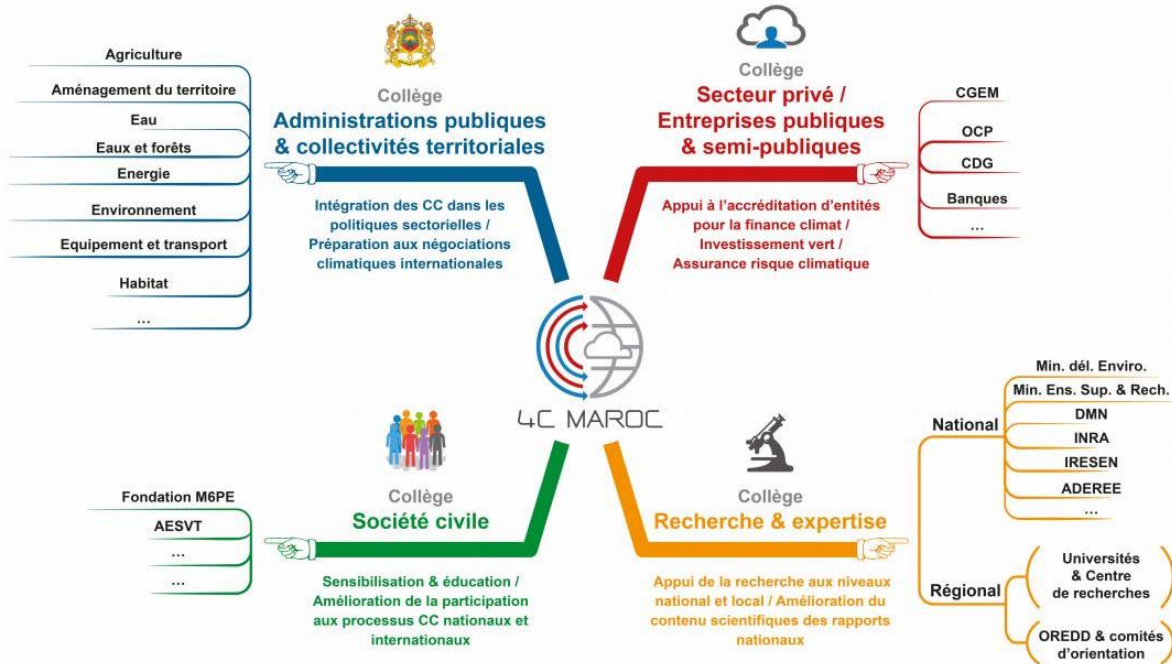 Collège
Administrations publiques
& collectivités territoriales
Intégration des CC dans les
politiques sectorielles /
Préparation aux négociations
climatiques internationales
Agriculture
Aménagement du territoire
Eau
Eaux et forêts
Energie
Environnement
Equipement et transport
Habitat
...
Collège
Secteur privé /
Entreprises publiques
& semi-publiques
Appui à l'accréditation d'entités
pour la finance climat /
Investissement vert /
Assurance risque climatique
CGEM
OCP
CDG
Banques
...
4C MAROC
Collège
Société civile
Sensibilisation & éducation /
Amélioration de la participation
aux processus CC nationaux et
internationaux
Fondation M6PE
AESVT
...
...
Collège
Recherche & expertise
Appui de la recherche aux niveaux
national et local / Amélioration du
contenu scientifiques des rapports
nationaux
National
Min. dél. Enviro.
Min. Ens. Sup. & Rech.
DMN
INRA
IRESEN
ADEREE
...
Régional
Universités
& Centre
de recherches
OREDD & comités
d'orientation